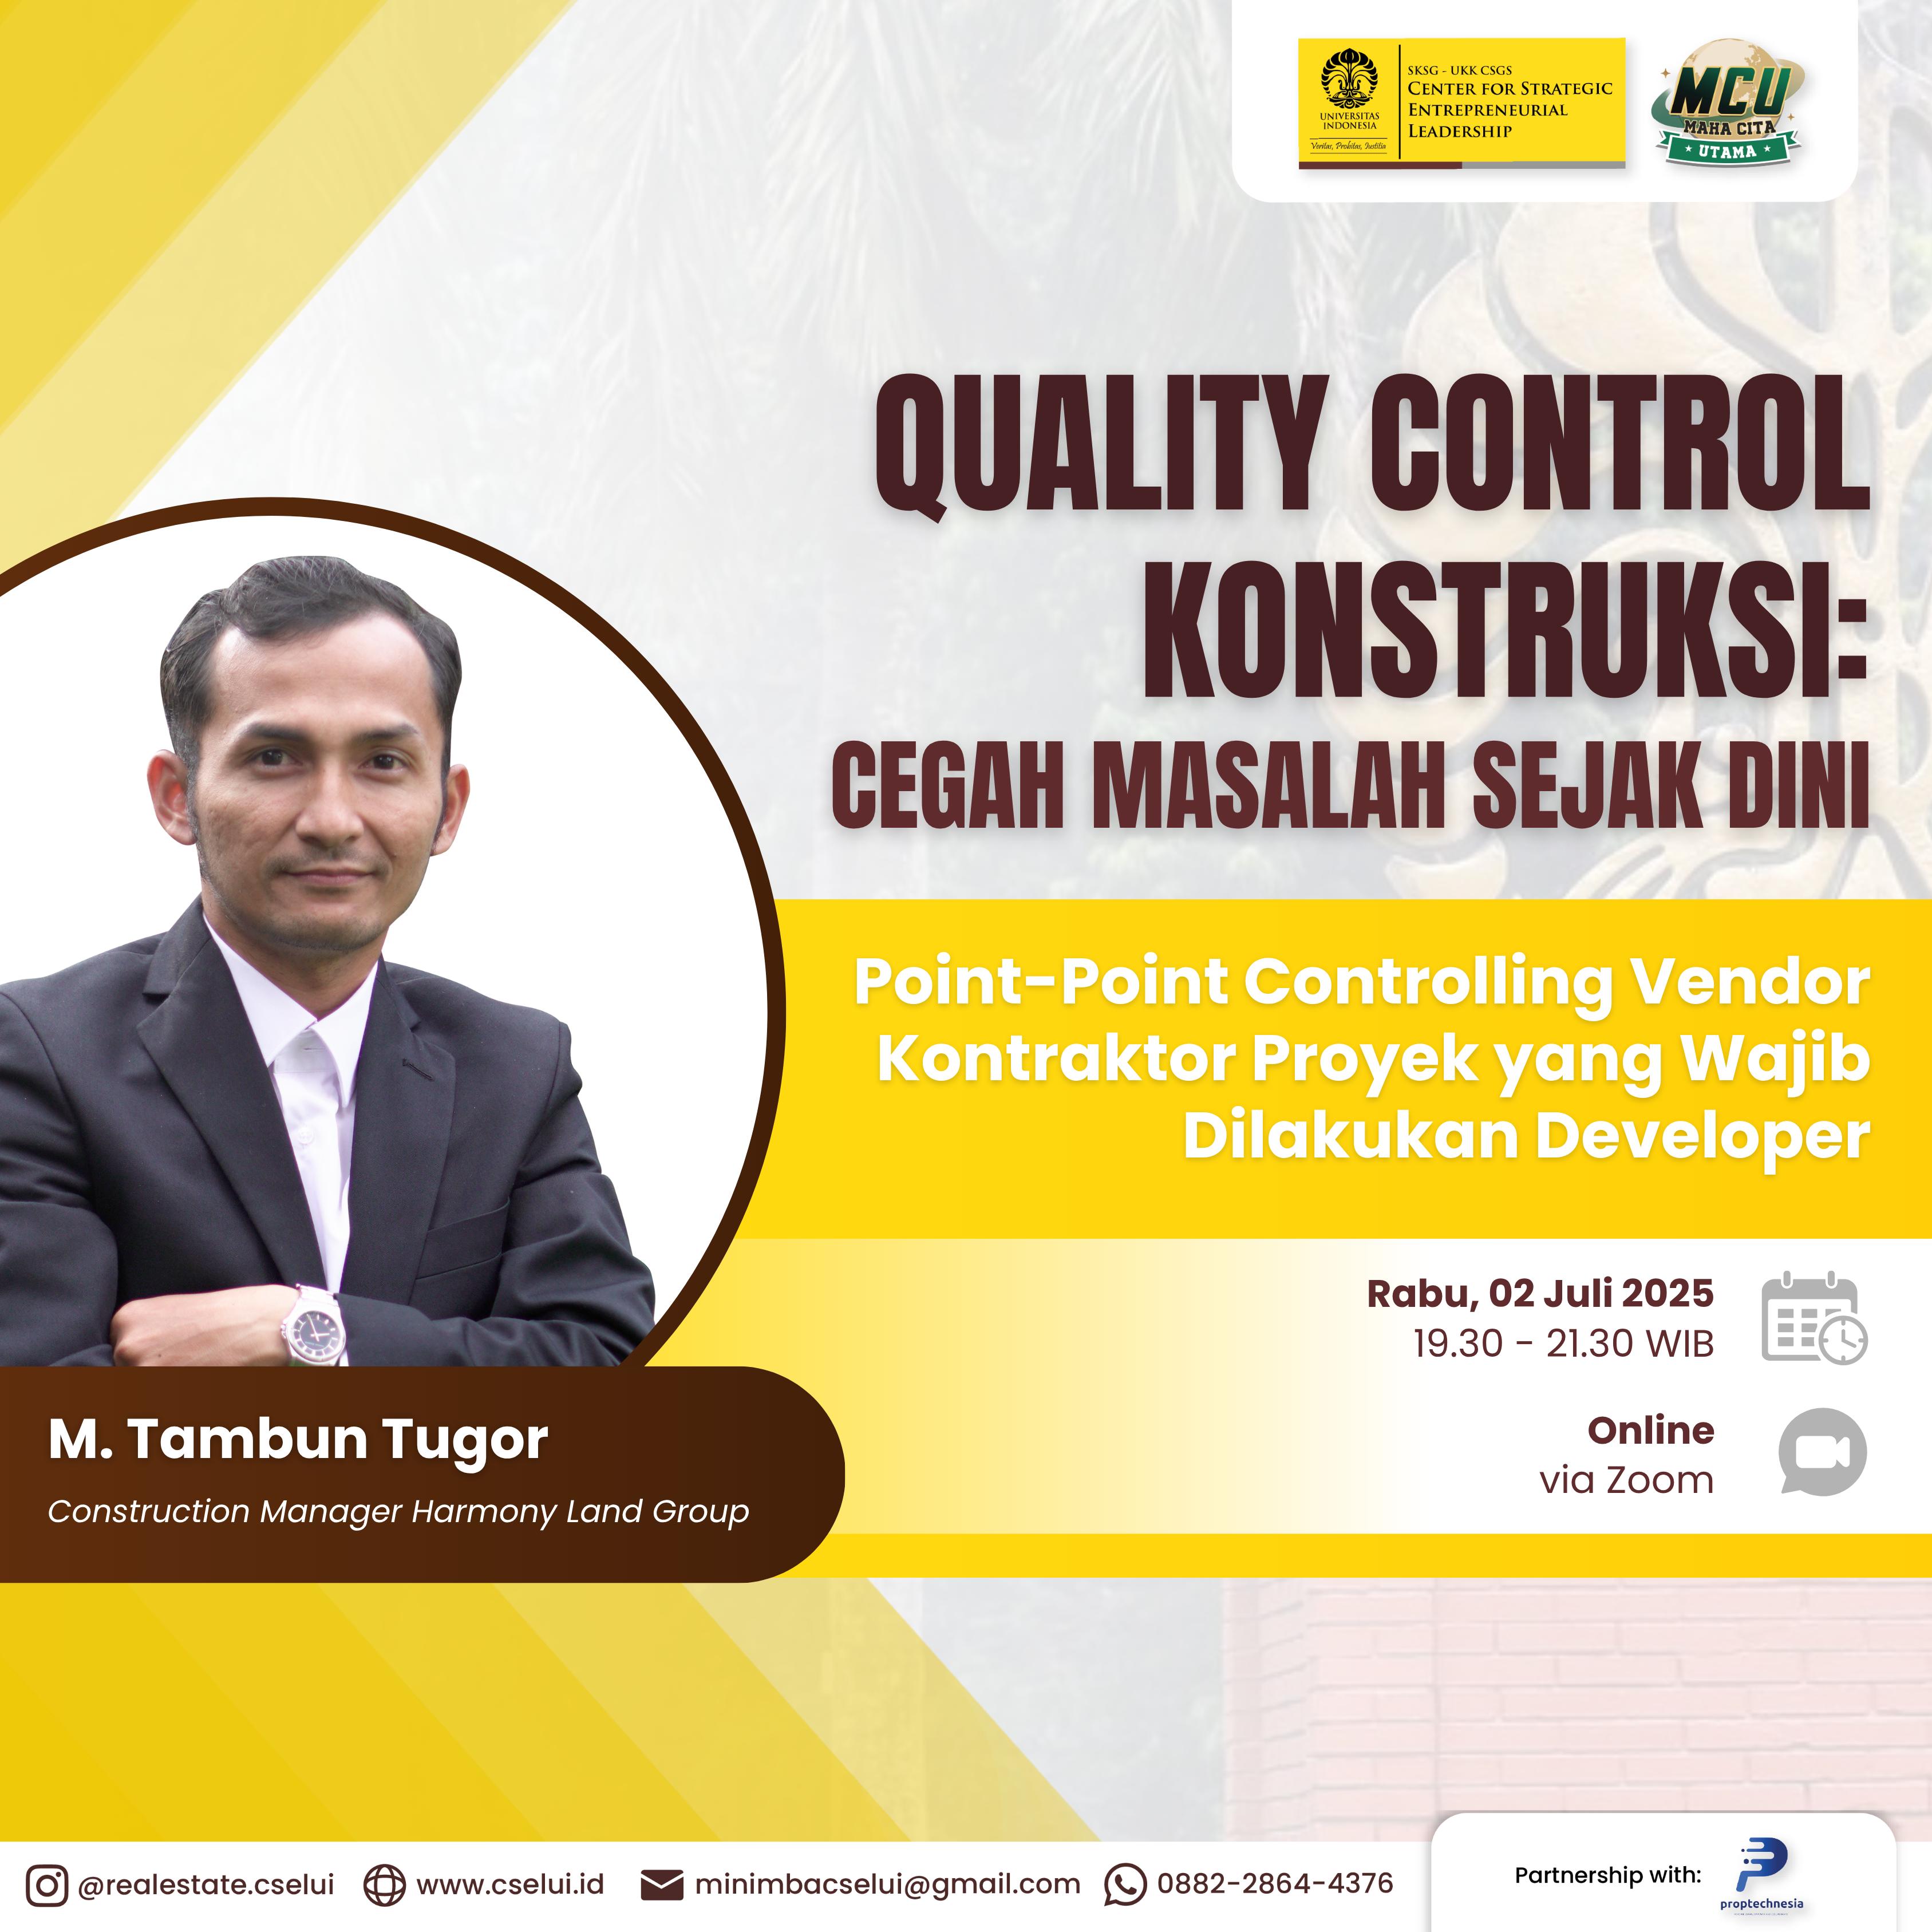 UNIVERSITAS
INDONESIA
Veritas, Probitas, Iustitia
SKSG - UKK CSGS
CENTER FOR STRATEGIC
ENTREPRENEURIAL
LEADERSHIP
MCU
MAHA CITA
UTAMA
QUALITY CONTROL
KONSTRUKSI:
CEGAH MASALAH SEJAK DINI
Point-Point Controlling Vendor
Kontraktor Proyek yang Wajib
Dilakukan Developer
Rabu, 02 Juli 2025
19.30 - 21.30 WIB
Online
via Zoom
M. Tambun Tugor
Construction Manager Harmony Land Group
@realestate.cselui
www.cselui.id
minimbacselui@gmail.com
0882-2864-4376
Partnership with:
proptechnesia